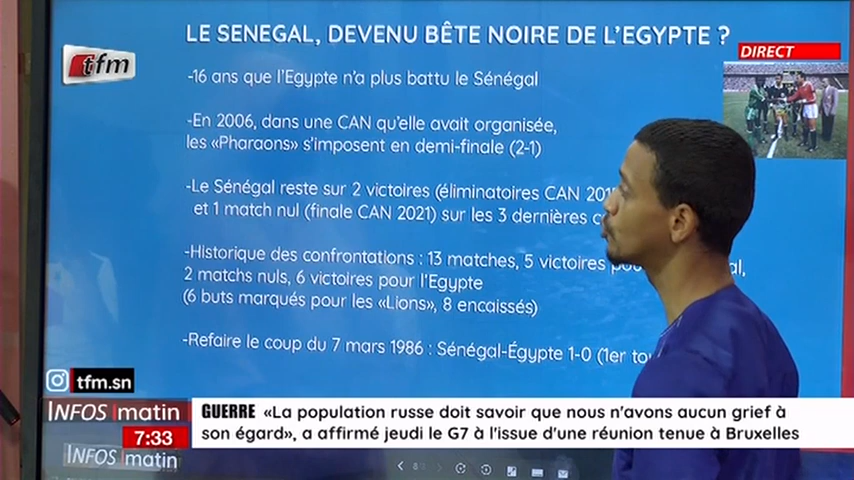 LE SENEGAL, DEVENU BÊTE NOIRE DE L'EGYPTE ?
DIRECT
tfm
-16 ans que l'Egypte n'a plus battu le Sénégal
-En 2006, dans une CAN qu'elle avait organisée,
les «Pharaons» s'imposent en demi-finale (2-1)
-Le Sénégal reste sur 2 victoires (éliminatoires CAN
et 1 match nul (finale CAN 2021) sur les 3 dernières
-Historique des confrontations : 13 matches, 5 victoires
2 matchs nuls, 6 victoires pour l'Egypte
(6 buts marqués pour les «Lions», 8 encaissés)
-Refaire le coup du 7 mars 1986 : Sénégal-Égypte 1-0 (1er
tfm.sn
INFOS matin
7:33
INFOS matin
GUERRE «La population russe doit savoir que nous n'avons aucun grief à
son égard», a affirmé jeudi le G7 à l'issue d'une réunion tenue à Bruxelles